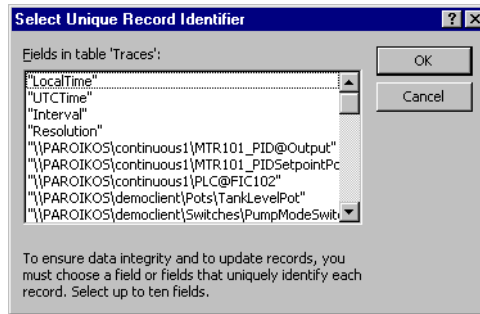 Select Unique Record Identifier
Fields in table 'Traces':
OK
"LocalTime"
"UTCTime"
Cancel
"Interval"
"Resolution"
"\\PAROIKOS\continuous1\MTR101_PID@Output"
"\\PAROIKOS\continuous1\MTR101_PIDSetpointPo
"\\PAROIKOS\continuous1\PLC@FIC102"
"\\PAROIKOS\democlient\Pots\TankLevelPot"
"\\PAROIKOS\democlient\Switches\PumpModeSwit
To ensure data integrity and to update records, you
must choose a field or fields that uniquely identify each
record. Select up to ten fields.